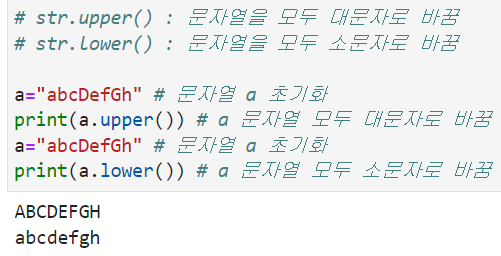 # str.upper() : 문자열을 모두 대문자로 바꿈
# str.lower() : 문자열을 모두 소문자로 바꿈
a="abcDefGh" # 문자열 a 초기화
print(a.upper()) # a 문자열 모두 대문자로 바꿈
a="abcDefGh" # 문자열 a 초기화
print(a.lower()) # a 문자열 모두 소문자로 바꿈
ABCDEFGH
abcdefgh